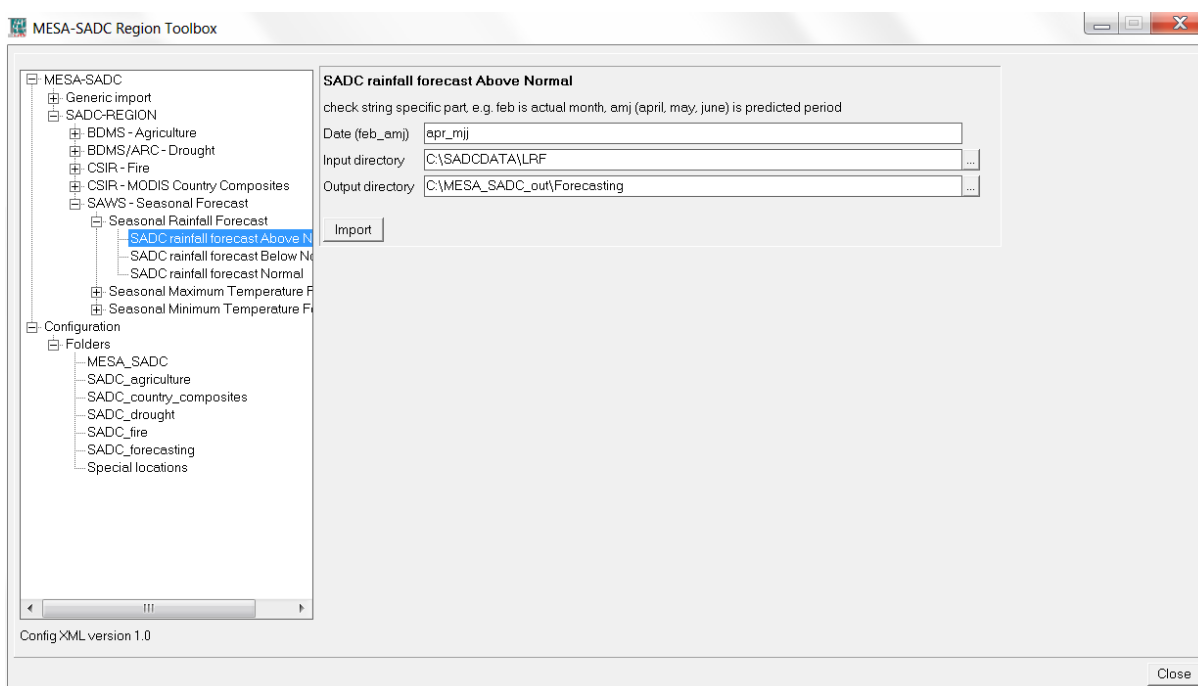 MESA-SADC Region Toolbox
MESA-SADC
Generic import
SADC-REGION
BDMS - Agriculture
BDMS/ARC - Drought
CSIR - Fire
CSIR - MODIS Country Composites
SAWS - Seasonal Forecast
Seasonal Rainfall Forecast
SADC rainfall forecast Above N
SADC rainfall forecast Below No
SADC rainfall forecast Normal
Seasonal Maximum Temperature F
Seasonal Minimum Temperature Fo
Configuration
Folders
MESA_SADC
SADC_agriculture
SADC_country_composites
SADC_drought
SADC_fire
SADC_forecasting
Special locations
Config XML version 1.0
SADC rainfall forecast Above Normal
check string specific part, e.g. feb is actual month, amj (april, may, june) is predicted period
Date (feb_amj) apr_mjj
Input directory C:\SADCDATA\LRF ...
Output directory C:\MESA_SADC_out\Forecasting ...
Import
Close